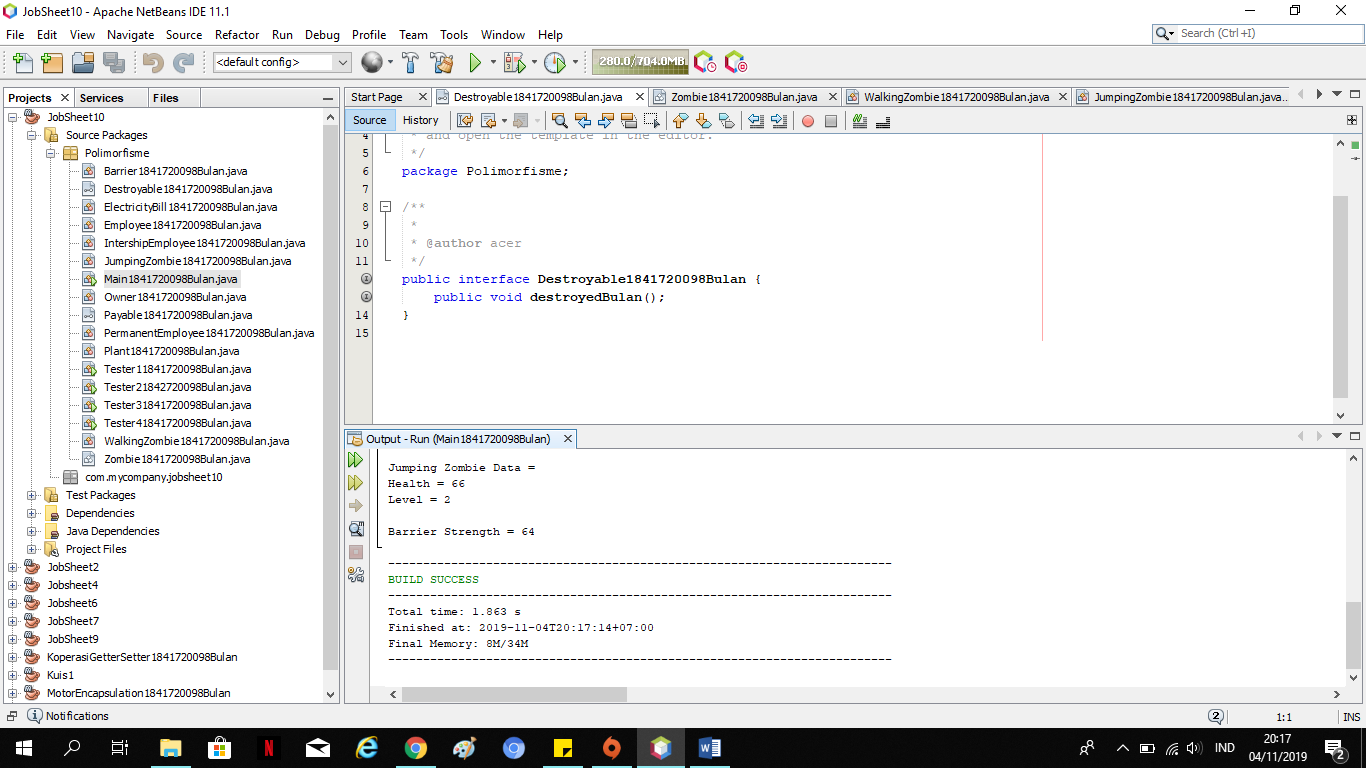 JobSheet10 - Apache NetBeans IDE 11.1
File Edit View Navigate Source Refactor Run Debug Profile Team Tools Window Help
Search (Ctrl+I)
<default config>
280.0/704.0MB
Projects Services Files
JobSheet10
Source Packages
Polimorfisme
Barrier1841720098Bulan.java
Destroyable1841720098Bulan.java
ElectricityBill1841720098Bulan.java
Employee1841720098Bulan.java
IntershipEmployee1841720098Bulan.java
JumpingZombie1841720098Bulan.java
Main1841720098Bulan.java
Owner1841720098Bulan.java
Payable1841720098Bulan.java
PermanentEmployee1841720098Bulan.java
Plant1841720098Bulan.java
Tester11841720098Bulan.java
Tester21842720098Bulan.java
Tester31841720098Bulan.java
Tester41841720098Bulan.java
WalkingZombie1841720098Bulan.java
Zombie1841720098Bulan.java
com.mycompany.jobsheet10
Test Packages
Dependencies
Java Dependencies
Project Files
JobSheet2
Jobsheet4
Jobsheet6
JobSheet7
JobSheet9
KoperasiGetterSetter1841720098Bulan
Kuis1
MotorEncapsulation1841720098Bulan
Start Page Destroyable1841720098Bulan.java Zombie1841720098Bulan.java WalkingZombie1841720098Bulan.java JumpingZombie1841720098Bulan.java...
Source History
4 * and open the template in the editor.
5 */
6 package Polimorfisme;
7
8 /**
9 *
10 * @author acer
11 */
public interface Destroyable1841720098Bulan {
public void destroyedBulan();
14 }
15
Output - Run (Main1841720098Bulan)
Jumping Zombie Data =
Health = 66
Level = 2
Barrier Strength = 64
------------------------------------------------------------------------
BUILD SUCCESS
------------------------------------------------------------------------
Total time: 1.863 s
Finished at: 2019-11-04T20:17:14+07:00
Final Memory: 8M/34M
------------------------------------------------------------------------
Notifications
2 1:1 INS
IND
20:17
04/11/2019
2